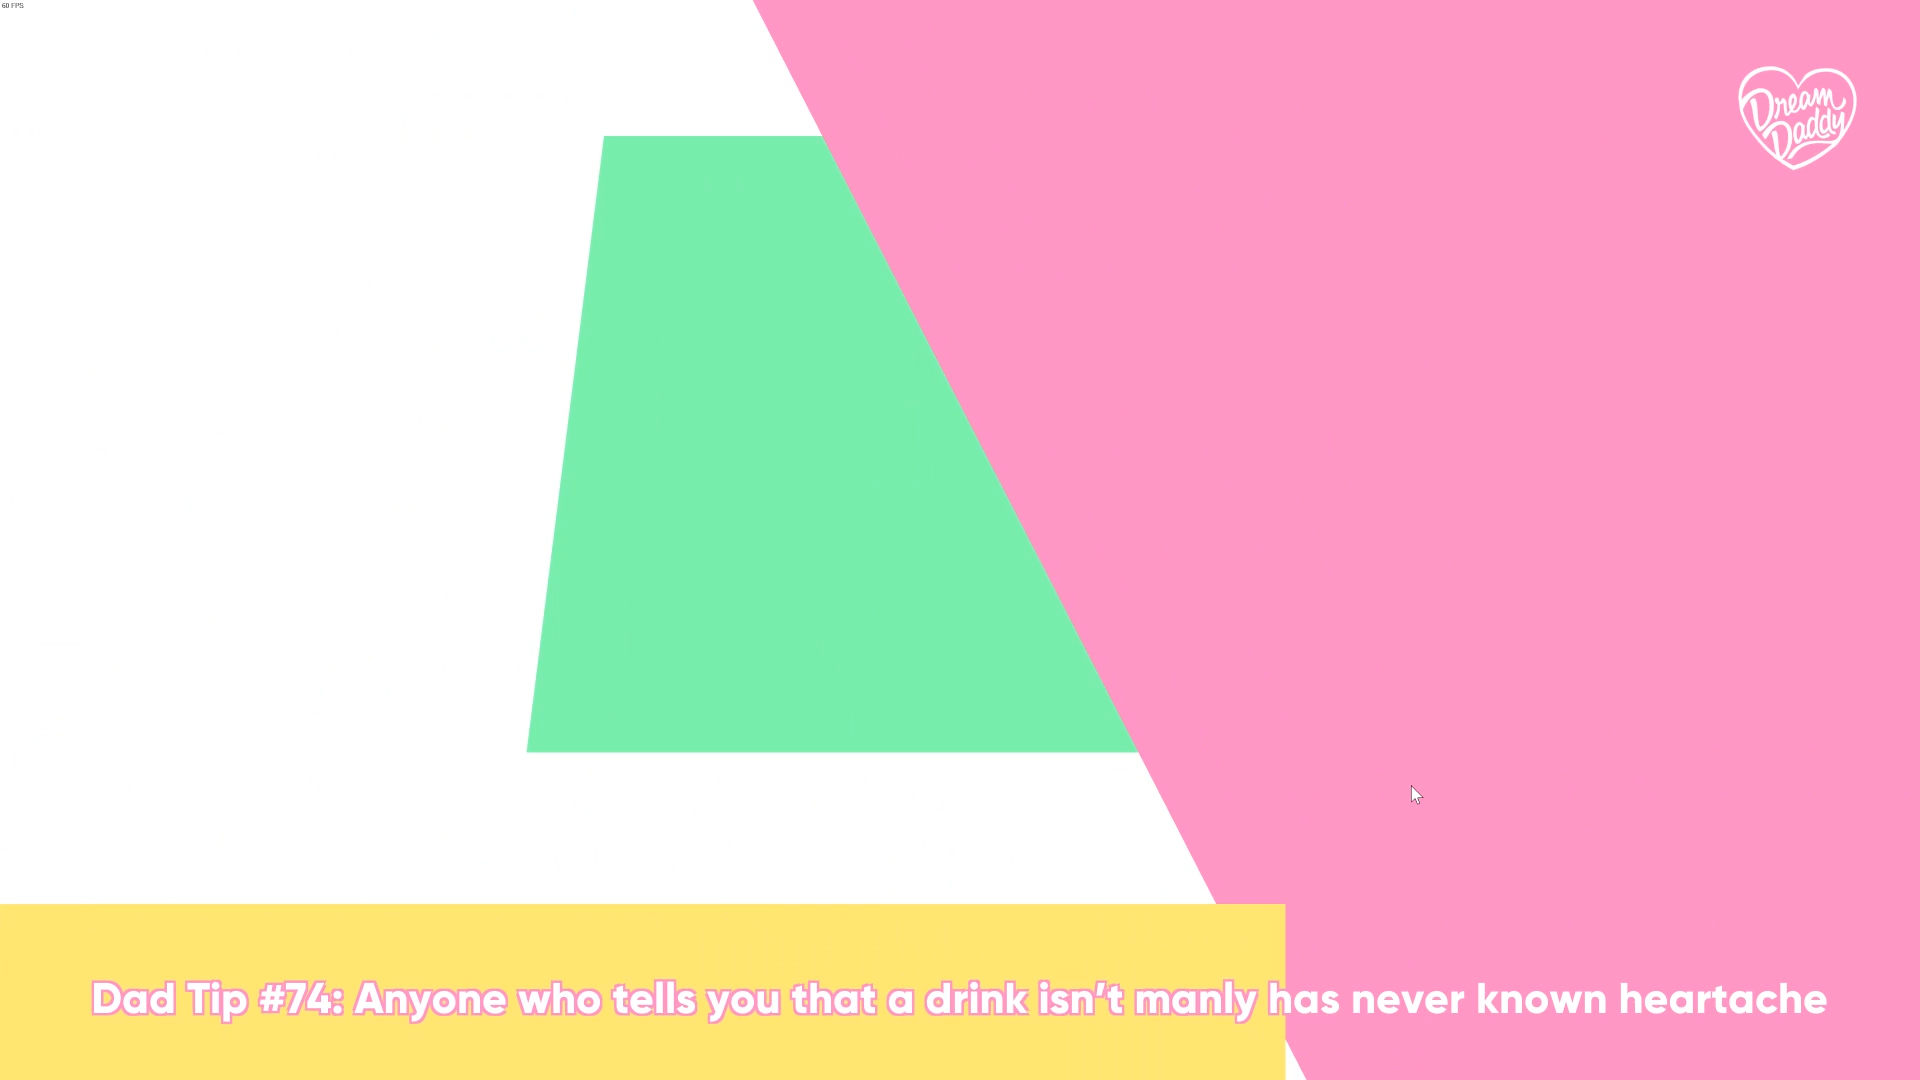 60 FPS
Dream
Daddy
Dad Tip #74: Anyone who tells you that a drink isn’t manly has never known heartache